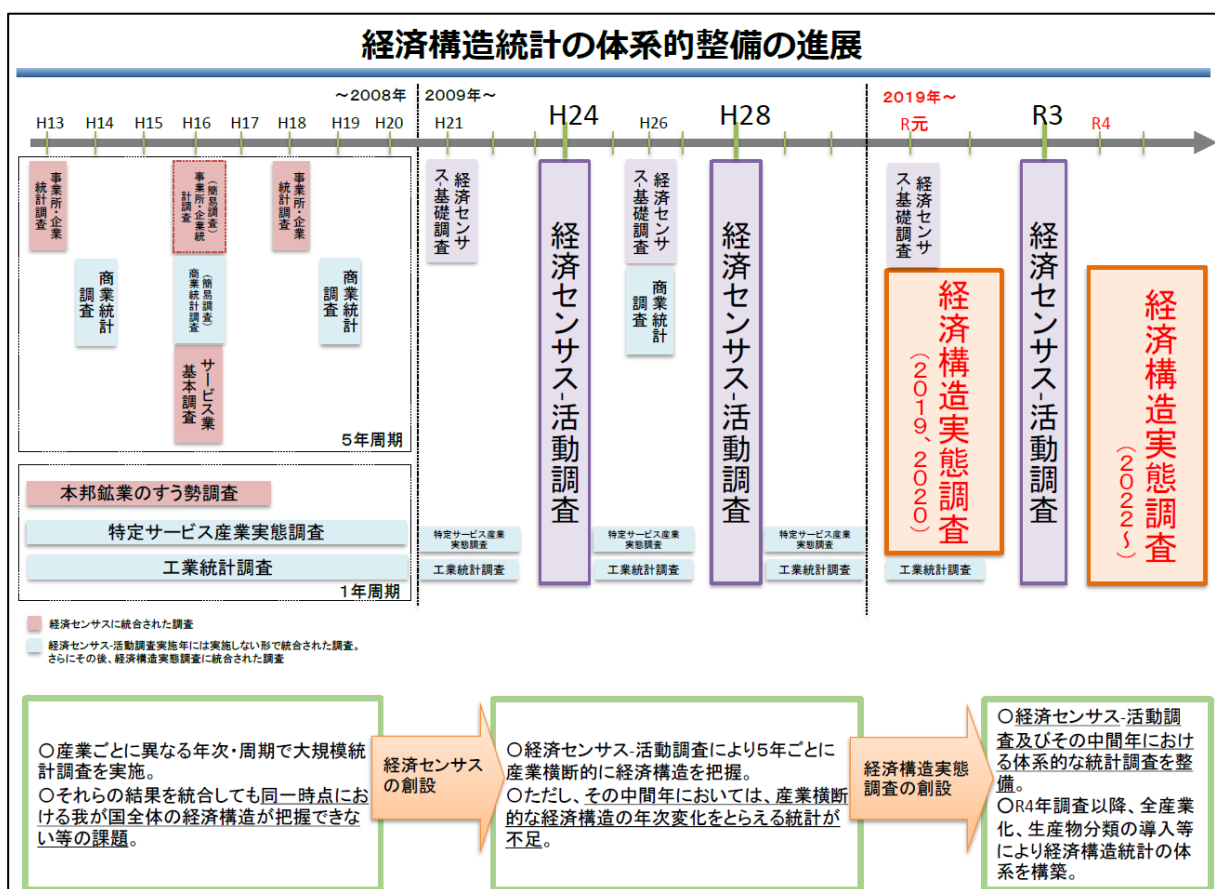 経済構造統計の体系的整備の進展
～2008年
2009年～
2019年～
H13
H14
H15
H16
H17
H18
H19
H20
H21
H24
H26
H28
R元
R3
R4
事業所・企業
統計調査
商業統計
調査
(簡易調査)
事業所・企業統
計調査
(簡易調査)
商業統計調査
サービス業
基本調査
事業所・企業
統計調査
商業統計
調査
5年周期
本邦鉱業のすう勢調査
特定サービス産業実態調査
工業統計調査
1年周期
経済センサ
ス-基礎調査
特定サービス産業
実態調査
工業統計調査
経済センサス-活動調査
経済センサ
ス-基礎調査
商業統計
調査
特定サービス産業
実態調査
工業統計調査
経済センサス-活動調査
特定サービス産業
実態調査
工業統計調査
経済センサ
ス-基礎調査
経済構造実態調査
(2019、2020)
工業統計調査
経済センサス-活動調査
経済構造実態調査
(2022～)
経済センサスに統合された調査
経済センサス-活動調査実施年には実施しない形で統合された調査。
さらにその後、経済構造実態調査に統合された調査
○産業ごとに異なる年次・周期で大規模統
計調査を実施。
○それらの結果を統合しても同一時点にお
ける我が国全体の経済構造が把握できな
い等の課題。
経済センサス
の創設
○経済センサス-活動調査により5年ごとに
産業横断的に経済構造を把握。
○ただし、その中間年においては、産業横断
的な経済構造の年次変化をとらえる統計が
不足。
経済構造実態
調査の創設
○経済センサス-活動調
査及びその中間年におけ
る体系的な統計調査を整
備。
○R4年調査以降、全産業
化、生産物分類の導入等
により経済構造統計の体
系を構築。